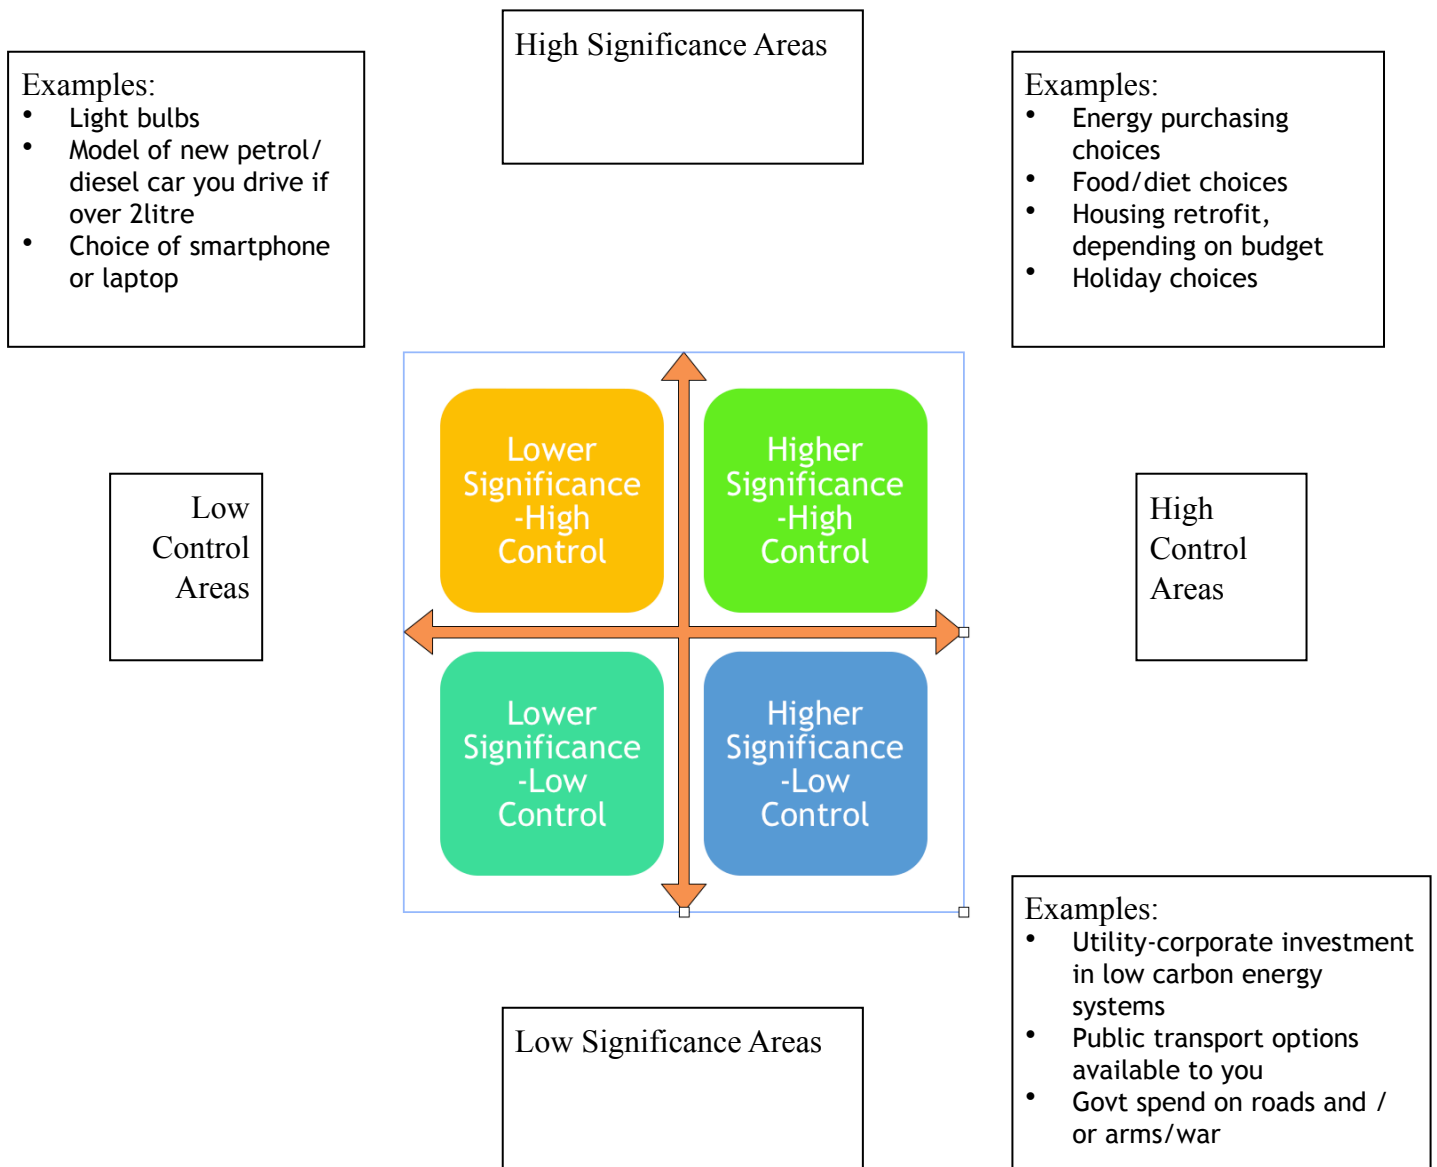 High Significance Areas
Examples:
• Light bulbs
• Model of new petrol/
diesel car you drive if
over 2litre
• Choice of smartphone
or laptop
Examples:
• Energy purchasing
choices
• Food/diet choices
• Housing retrofit,
depending on budget
• Holiday choices
Lower
Significance
-High
Control
Higher
Significance
-High
Control
Low
Control
Areas
High
Control
Areas
Lower
Significance
-Low
Control
Higher
Significance
-Low
Control
Low Significance Areas
Examples:
• Utility-corporate investment
in low carbon energy
systems
• Public transport options
available to you
• Govt spend on roads and /
or arms/war